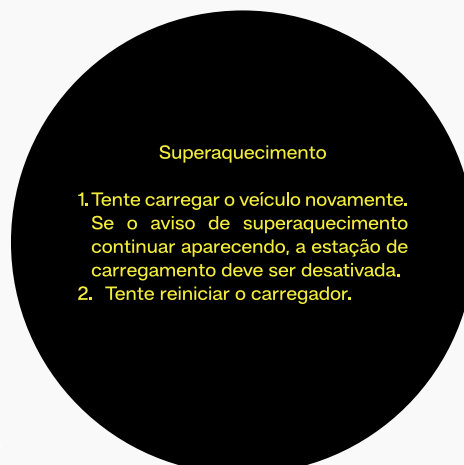 Superaquecimento
1. Tente carregar o veículo novamente.
Se o aviso de superaquecimento
continuar aparecendo, a estação de
carregamento deve ser desativada.
2. Tente reiniciar o carregador.